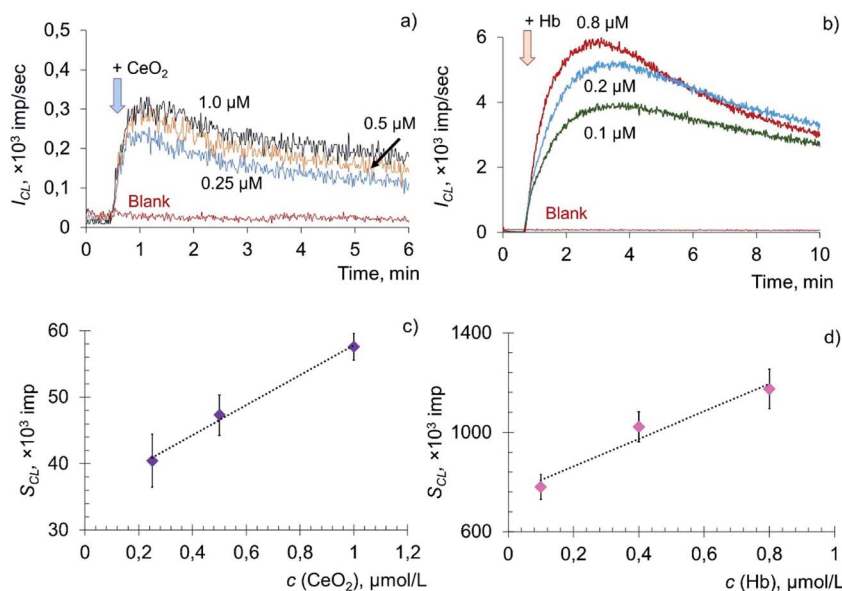 a)
0,5
0,4
0,3
0,2
0,1
0
I_CL, ×10³ imp/sec
+ CeO₂
1.0 µM
0.5 µM
0.25 µM
Blank
0 1 2 3 4 5 6
Time, min
b)
6
4
2
0
I_CL, ×10³ imp/sec
+ Hb
0.8 µM
0.2 µM
0.1 µM
Blank
0 2 4 6 8 10
Time, min
c)
60
50
40
30
S_CL, ×10³ imp
0 0,2 0,4 0,6 0,8 1 1,2
c (CeO₂), µmol/L
d)
1400
1000
600
S_CL, ×10³ imp
0 0,2 0,4 0,6 0,8 1
c (Hb), µmol/L